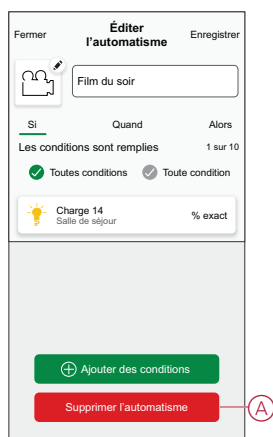 Fermer
Éditer
l'automatisme
Enregistrer
Film du soir
Si Quand Alors
Les conditions sont remplies 1 sur 10
Toutes conditions Toute condition
Charge 14
Salle de séjour
% exact
Ajouter des conditions
Supprimer l'automatisme
A